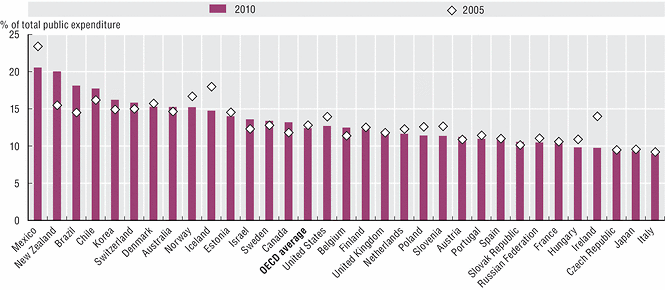 2010 2005
% of total public expenditure
25
20
15
10
5
0
Mexico
New Zealand
Brazil
Chile
Korea
Switzerland
Denmark
Australia
Norway
Iceland
Estonia
Israel
Sweden
Canada
OECD average
United States
Belgium
Finland
United Kingdom
Netherlands
Poland
Slovenia
Austria
Portugal
Spain
Slovak Republic
Russian Federation
France
Hungary
Ireland
Czech Republic
Japan
Italy